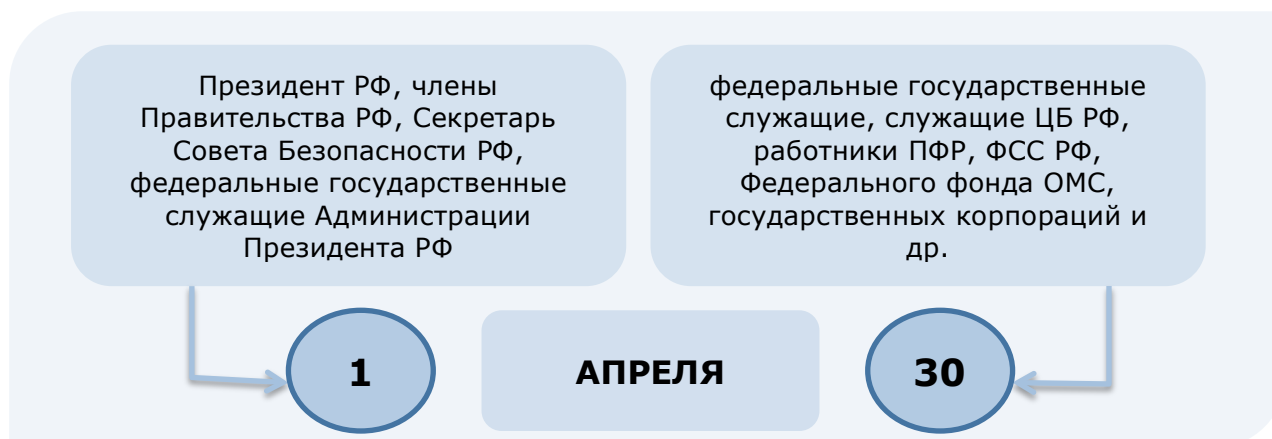 Президент РФ, члены
Правительства РФ, Секретарь
Совета Безопасности РФ,
федеральные государственные
служащие Администрации
Президента РФ
федеральные государственные
служащие, служащие ЦБ РФ,
работники ПФР, ФСС РФ,
Федерального фонда ОМС,
государственных корпораций и
др.
1
АПРЕЛЯ
30